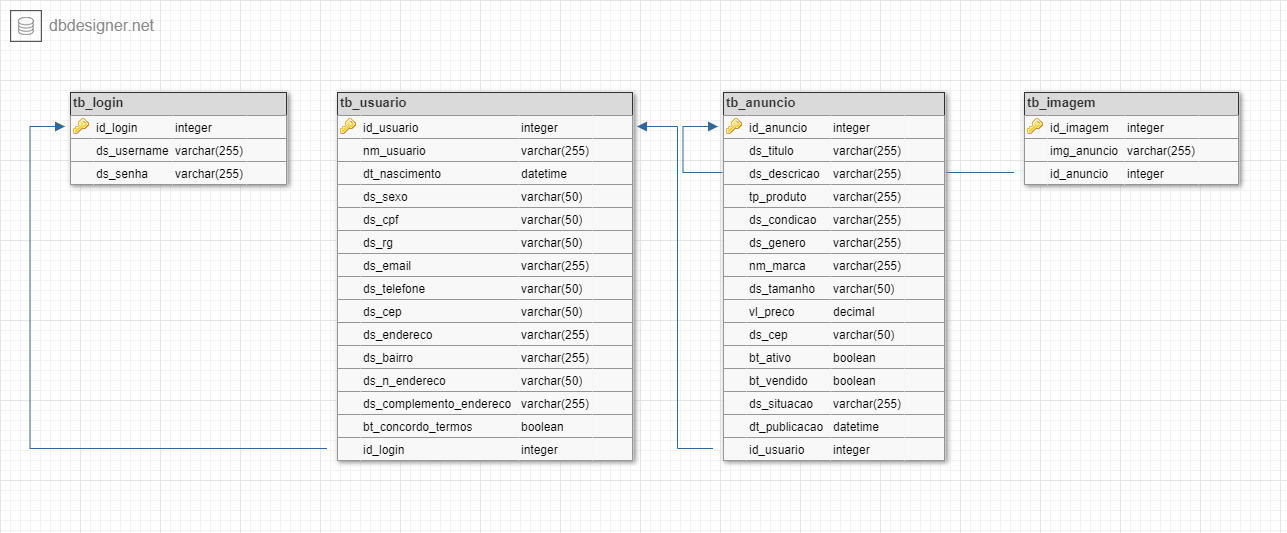 dbdesigner.net
tb_login
id_login integer
ds_username varchar(255)
ds_senha varchar(255)
tb_usuario
id_usuario integer
nm_usuario varchar(255)
dt_nascimento datetime
ds_sexo varchar(50)
ds_cpf varchar(50)
ds_rg varchar(50)
ds_email varchar(255)
ds_telefone varchar(50)
ds_cep varchar(50)
ds_endereco varchar(255)
ds_bairro varchar(255)
ds_n_endereco varchar(50)
ds_complemento_endereco varchar(255)
bt_concordo_termos boolean
id_login integer
tb_anuncio
id_anuncio integer
ds_titulo varchar(255)
ds_descricao varchar(255)
tp_produto varchar(255)
ds_condicao varchar(255)
ds_genero varchar(255)
nm_marca varchar(255)
ds_tamanho varchar(50)
vl_preco decimal
ds_cep varchar(50)
bt_ativo boolean
bt_vendido boolean
ds_situacao varchar(255)
dt_publicacao datetime
id_usuario integer
tb_imagem
id_imagem integer
img_anuncio varchar(255)
id_anuncio integer